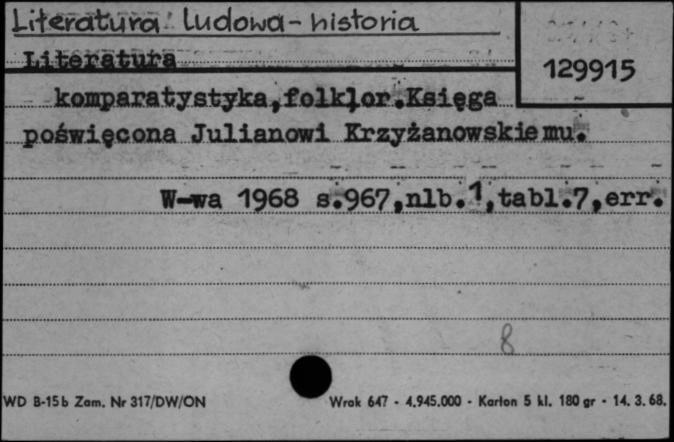 Literatura ludowa - historia
129915
Literatura
komparatystyka,folklor.Księga
poświęcona Julianowi Krzyżanowskiemu.
W-wa 1968 s.967,nlb.1,tabl.7,err.
8
WD B-15b Zam. Nr 317/DW/ON Wrak 647 - 4.945.000 - Karton 5 kl. 180 gr - 14. 3. 68.